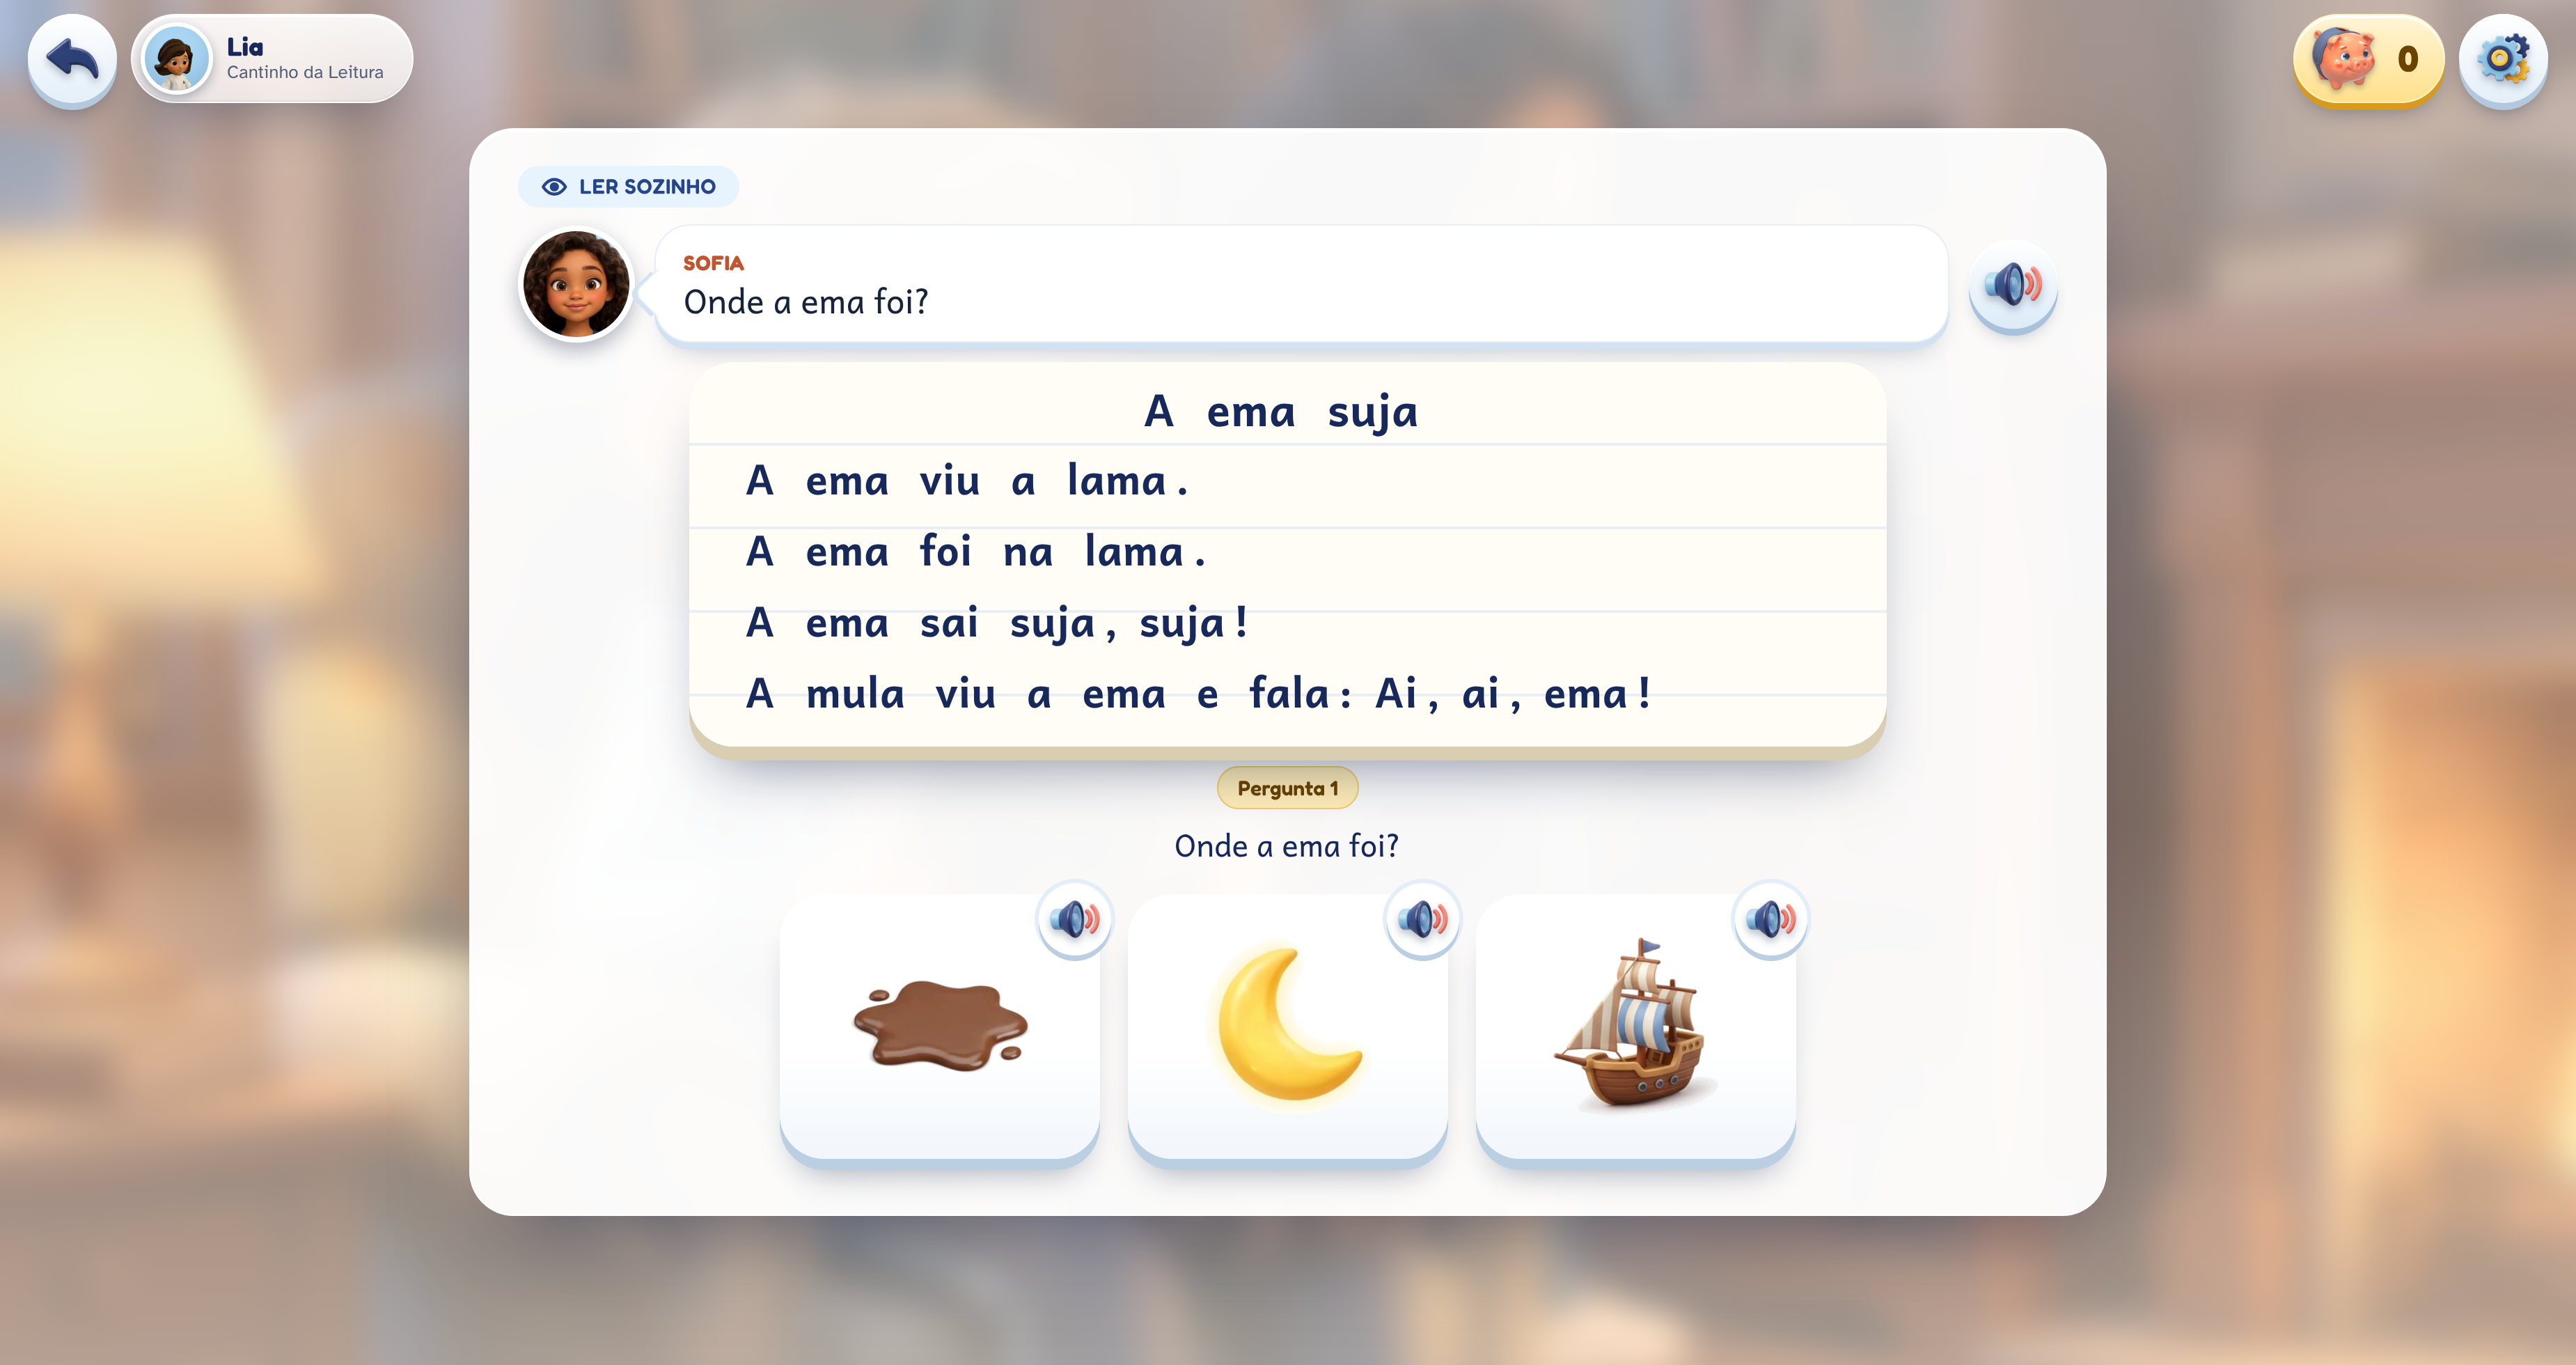 Lia
Cantinho da Leitura
0
LER SOZINHO
SOFIA
Onde a ema foi?
A ema suja
A ema viu a lama.
A ema foi na lama.
A ema sai suja, suja!
A mula viu a ema e fala: Ai, ai, ema!
Pergunta 1
Onde a ema foi?